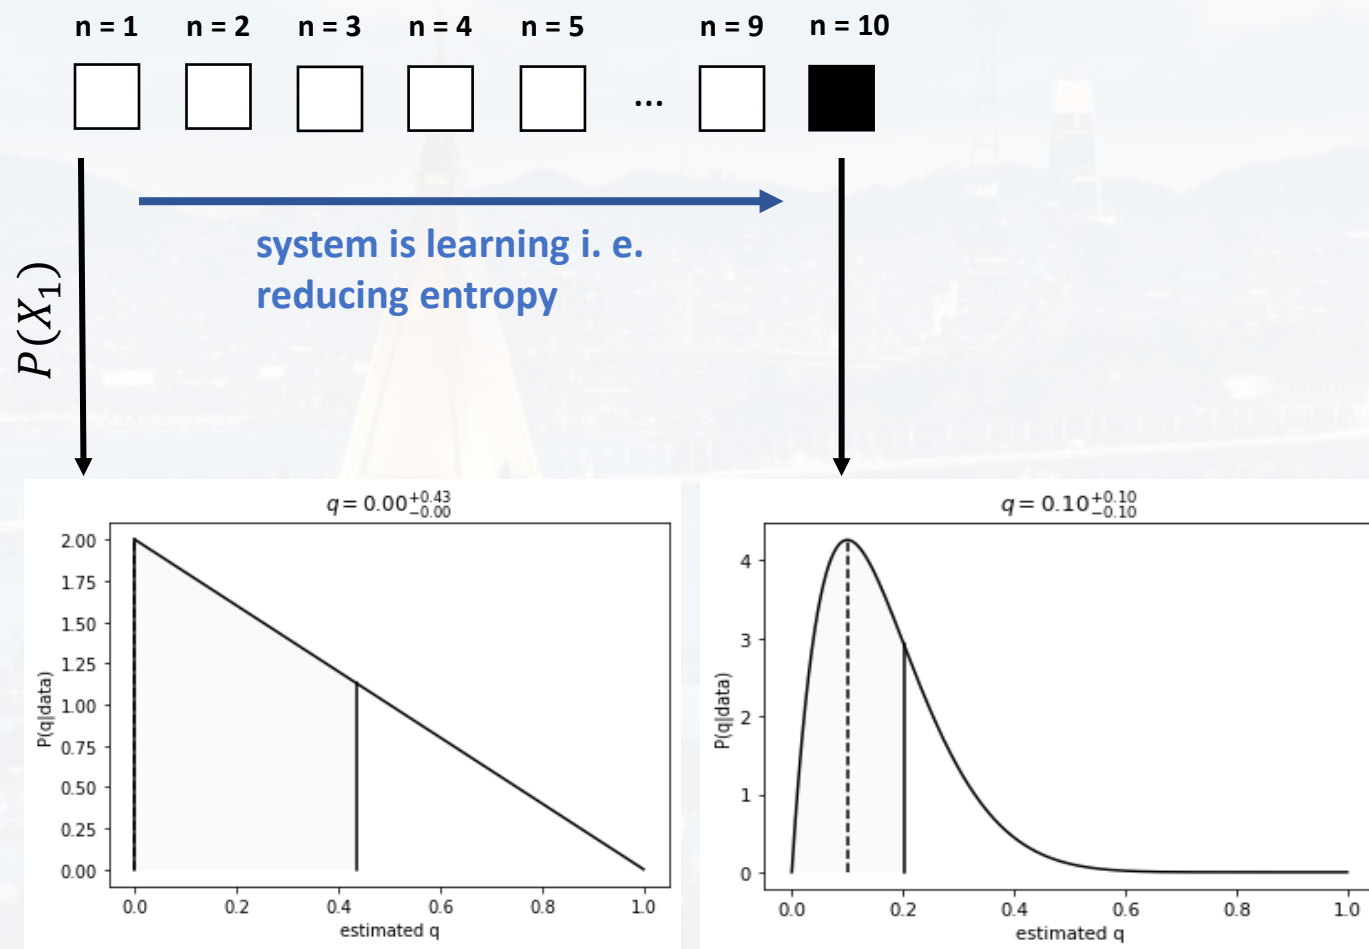 n = 1 n = 2 n = 3 n = 4 n = 5 n = 9 n = 10
...
system is learning i. e.
reducing entropy
P(X₁)
q = 0.00 +0.43 −0.00
P(q|data)
2.00
1.75
1.50
1.25
1.00
0.75
0.50
0.25
0.00
0.0 0.2 0.4 0.6 0.8 1.0
estimated q
q = 0.10 +0.10 −0.10
P(q|data)
4
3
2
1
0
0.0 0.2 0.4 0.6 0.8 1.0
estimated q